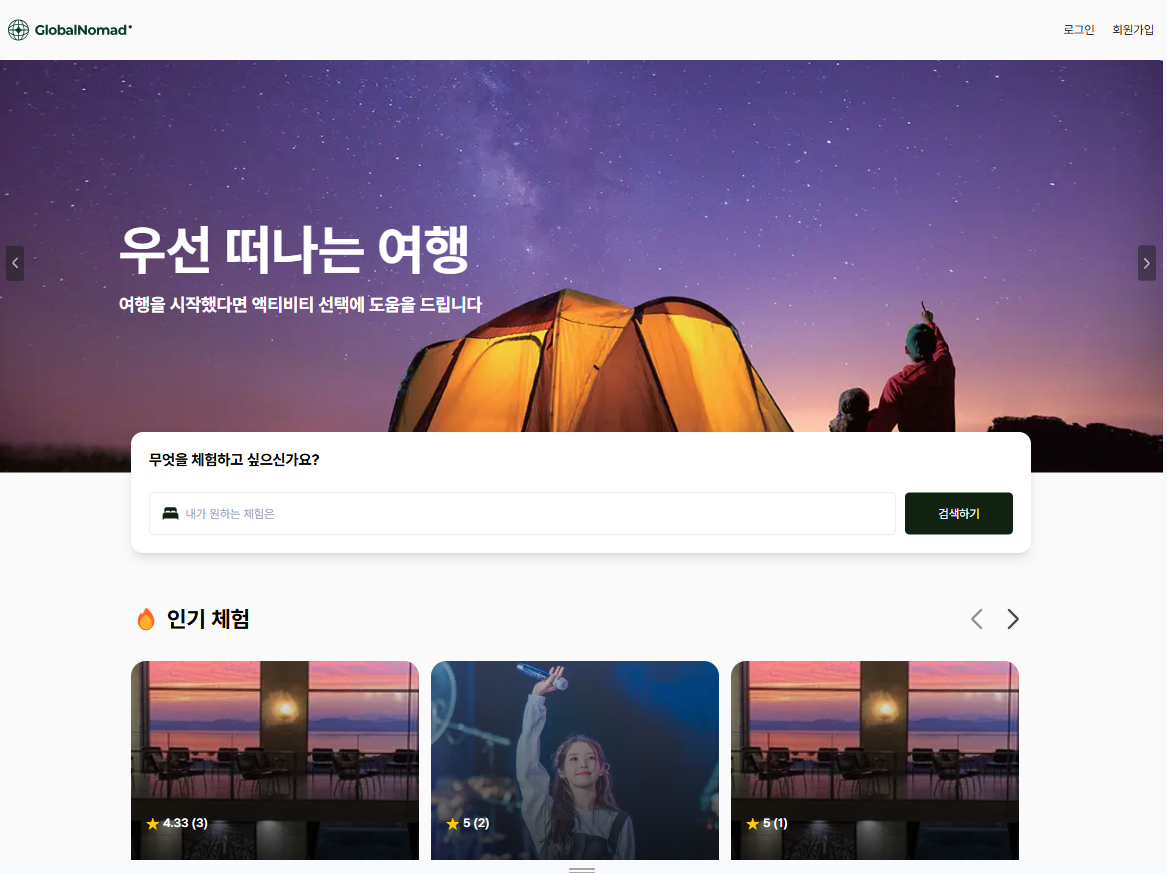 GlobalNomad
로그인 회원가입
우선 떠나는 여행
여행을 시작했다면 액티비티 선택에 도움을 드립니다
무엇을 체험하고 싶으신가요?
내가 원하는 체험은
검색하기
인기 체험
4.33 (3)
5 (2)
5 (1)